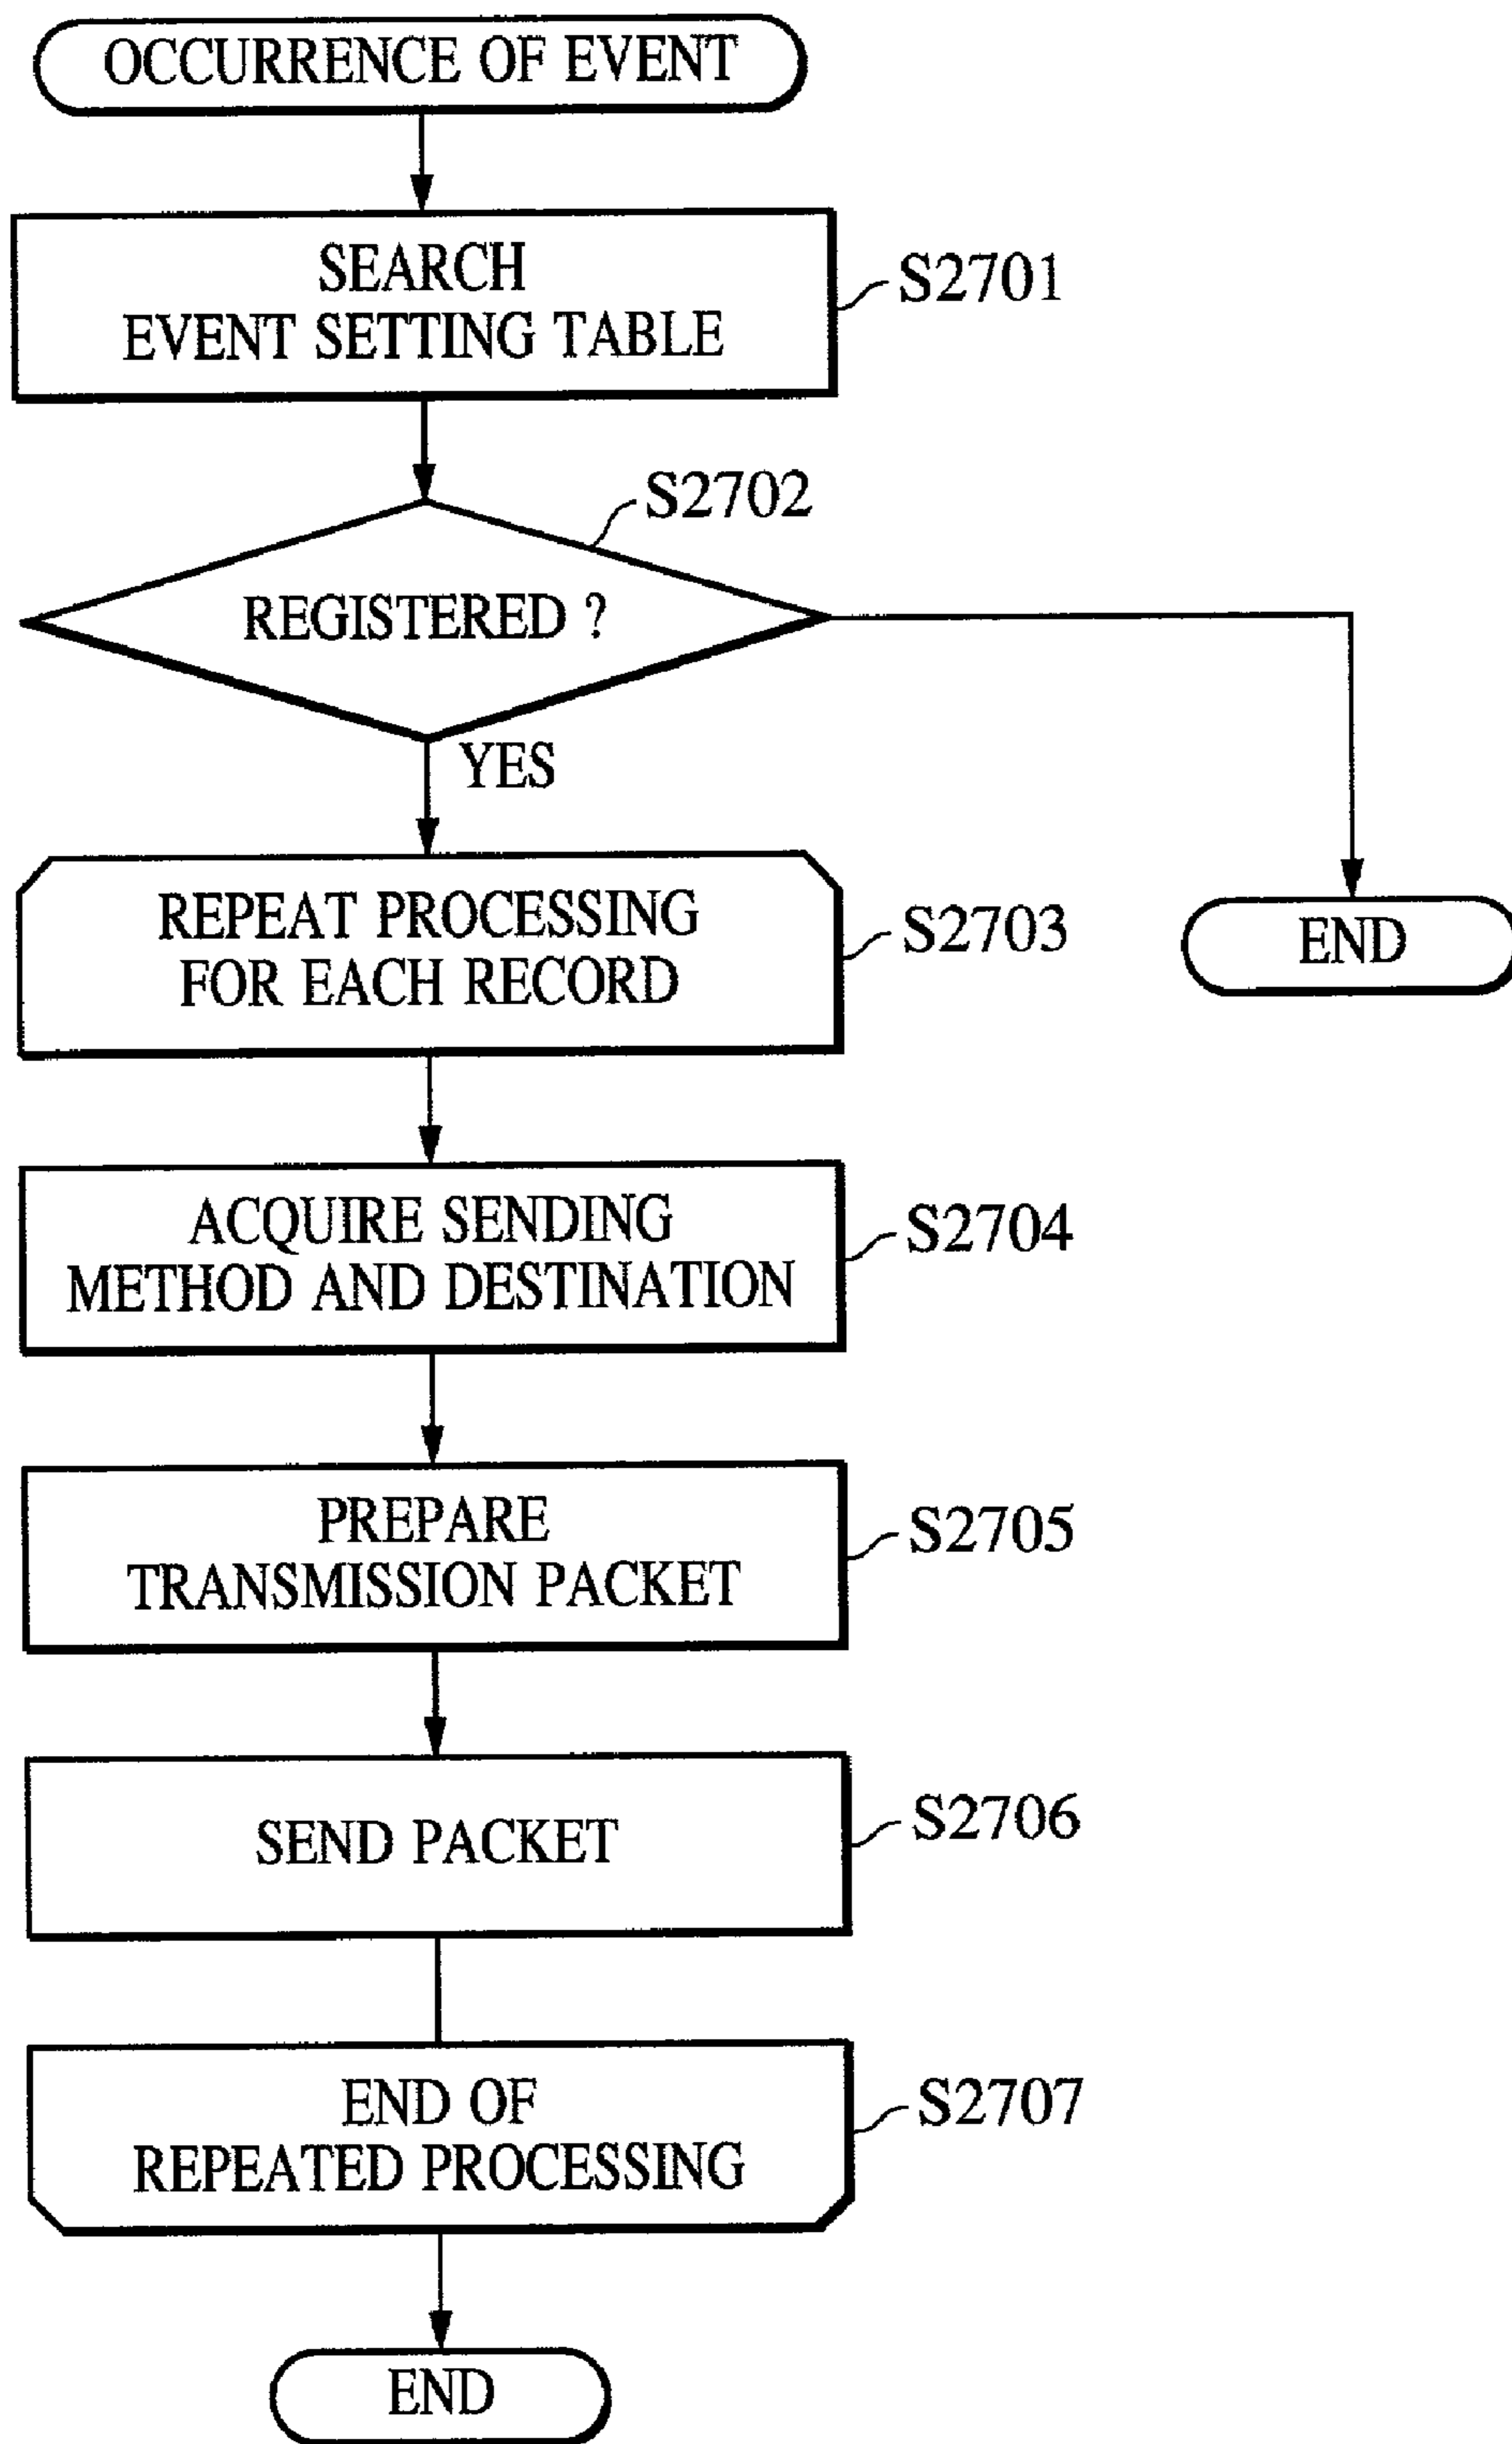 OCCURRENCE OF EVENT
SEARCH
EVENT SETTING TABLE
S2701
S2702
REGISTERED ?
YES
REPEAT PROCESSING
FOR EACH RECORD
S2703
END
ACQUIRE SENDING
METHOD AND DESTINATION
S2704
PREPARE
TRANSMISSION PACKET
S2705
SEND PACKET
S2706
END OF
REPEATED PROCESSING
S2707
END